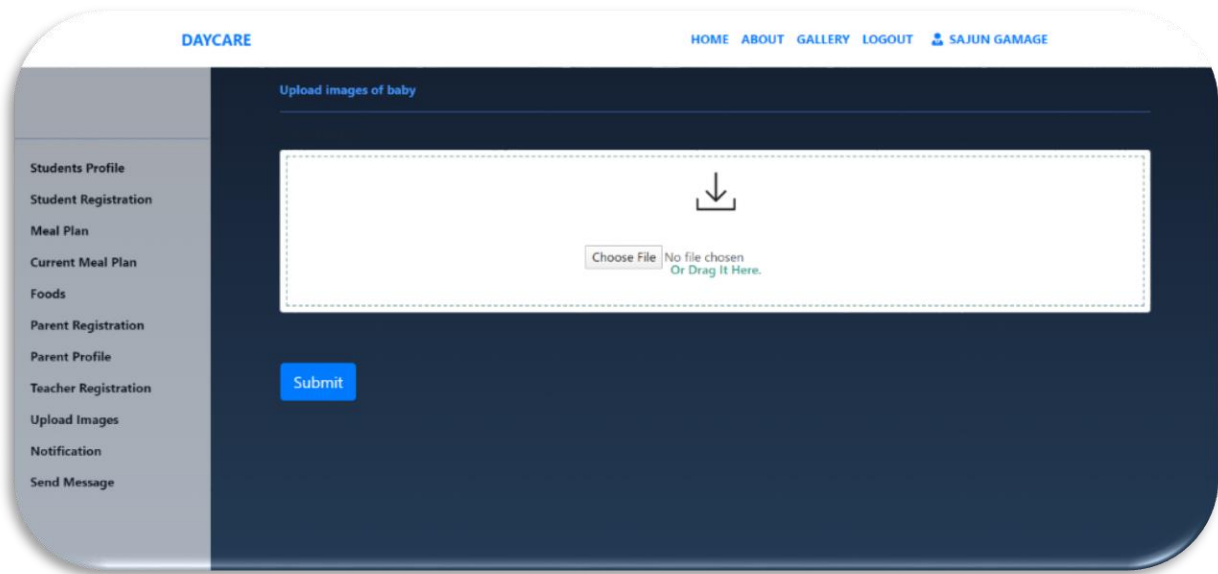 DAYCARE
HOME ABOUT GALLERY LOGOUT SAJUN GAMAGE
Upload images of baby
Students Profile
Student Registration
Meal Plan
Current Meal Plan
Foods
Parent Registration
Parent Profile
Teacher Registration
Upload Images
Notification
Send Message
Choose File No file chosen
Or Drag It Here.
Submit